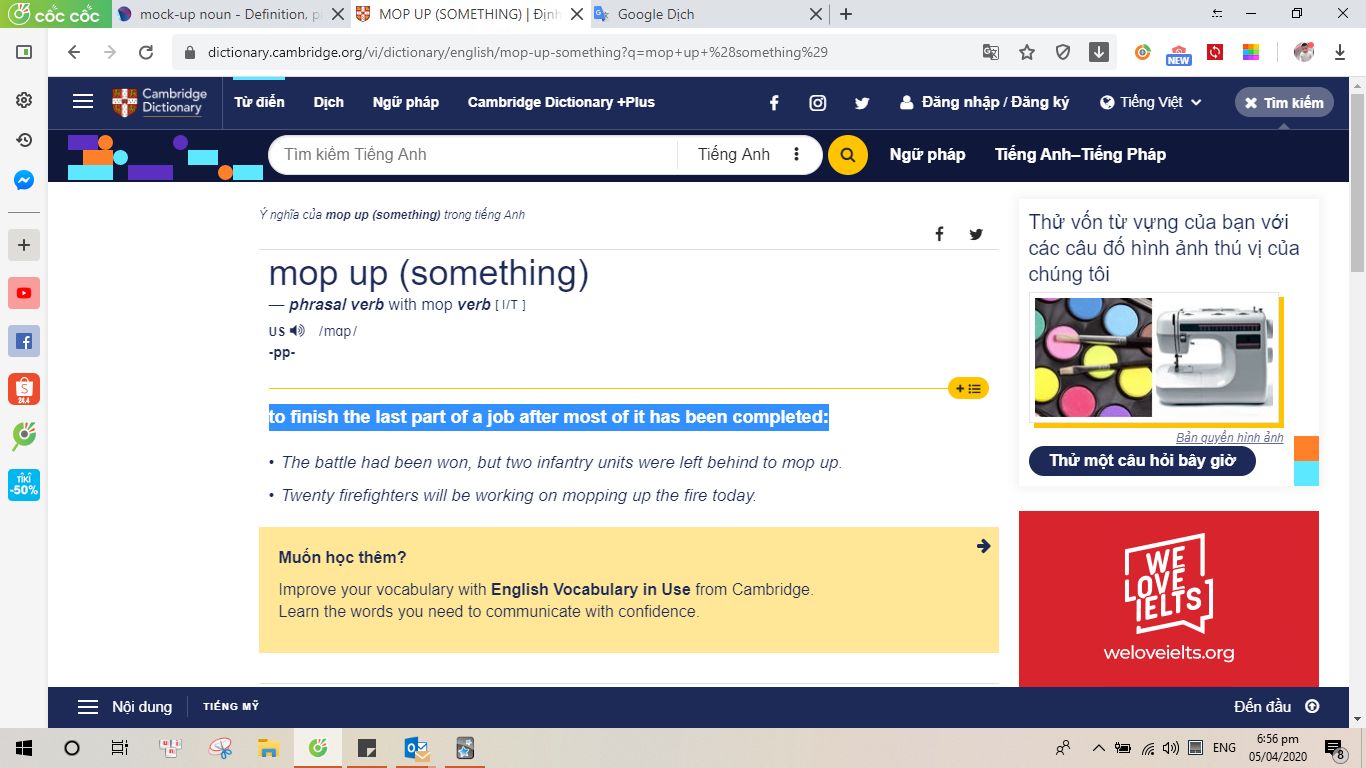 cốc cốc
mock-up noun - Definition, p
MOP UP (SOMETHING) | Định
Google Dịch
dictionary.cambridge.org/vi/dictionary/english/mop-up-something?q=mop+up+%28something%29
NEW
Cambridge Dictionary
Từ điển
Dịch
Ngữ pháp
Cambridge Dictionary +Plus
Đăng nhập / Đăng ký
Tiếng Việt
Tìm kiếm
Tìm kiếm Tiếng Anh
Tiếng Anh
Ngữ pháp
Tiếng Anh–Tiếng Pháp
Ý nghĩa của mop up (something) trong tiếng Anh
mop up (something)
— phrasal verb with mop verb [ I/T ]
US /mɑp/
-pp-
to finish the last part of a job after most of it has been completed:
• The battle had been won, but two infantry units were left behind to mop up.
• Twenty firefighters will be working on mopping up the fire today.
Muốn học thêm?
Improve your vocabulary with English Vocabulary in Use from Cambridge.
Learn the words you need to communicate with confidence.
Thử vốn từ vựng của bạn với
các câu đố hình ảnh thú vị của
chúng tôi
Bản quyền hình ảnh
Thử một câu hỏi bây giờ
WE
LOVE
IELTS
weloveielts.org
S
24.4
TIKI
-50%
Nội dung
TIẾNG MỸ
Đến đầu
ENG
6:56 pm
05/04/2020
8